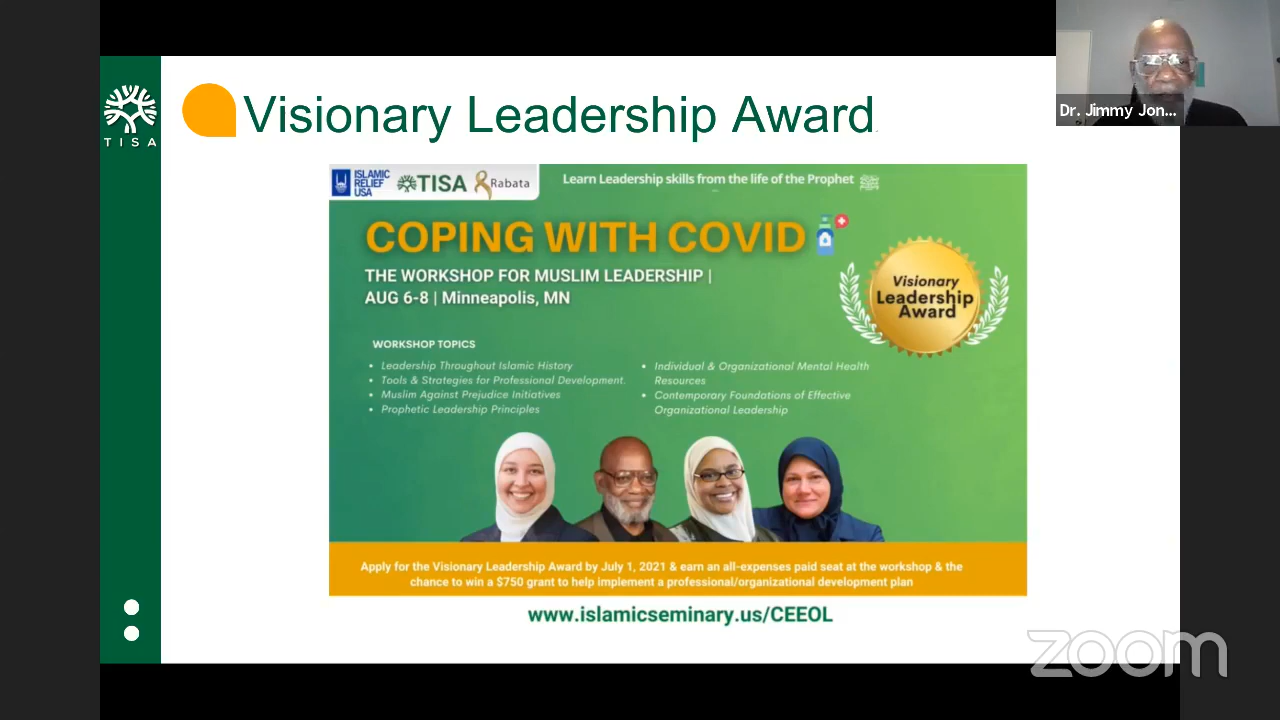 Dr. Jimmy Jon...
TISA
Visionary Leadership Award
ISLAMIC
RELIEF
USA
TISA
Rabata
Learn Leadership skills from the life of the Prophet
COPING WITH COVID
THE WORKSHOP FOR MUSLIM LEADERSHIP |
AUG 6-8 | Minneapolis, MN
Visionary
Leadership
Award
WORKSHOP TOPICS
• Leadership Throughout Islamic History
• Tools & Strategies for Professional Development.
• Muslim Against Prejudice Initiatives
• Prophetic Leadership Principles
• Individual & Organizational Mental Health
Resources
• Contemporary Foundations of Effective
Organizational Leadership
Apply for the Visionary Leadership Award by July 1, 2021 & earn an all-expenses paid seat at the workshop & the
chance to win a $750 grant to help implement a professional/organizational development plan
www.islamicseminary.us/CEEOL
zoom